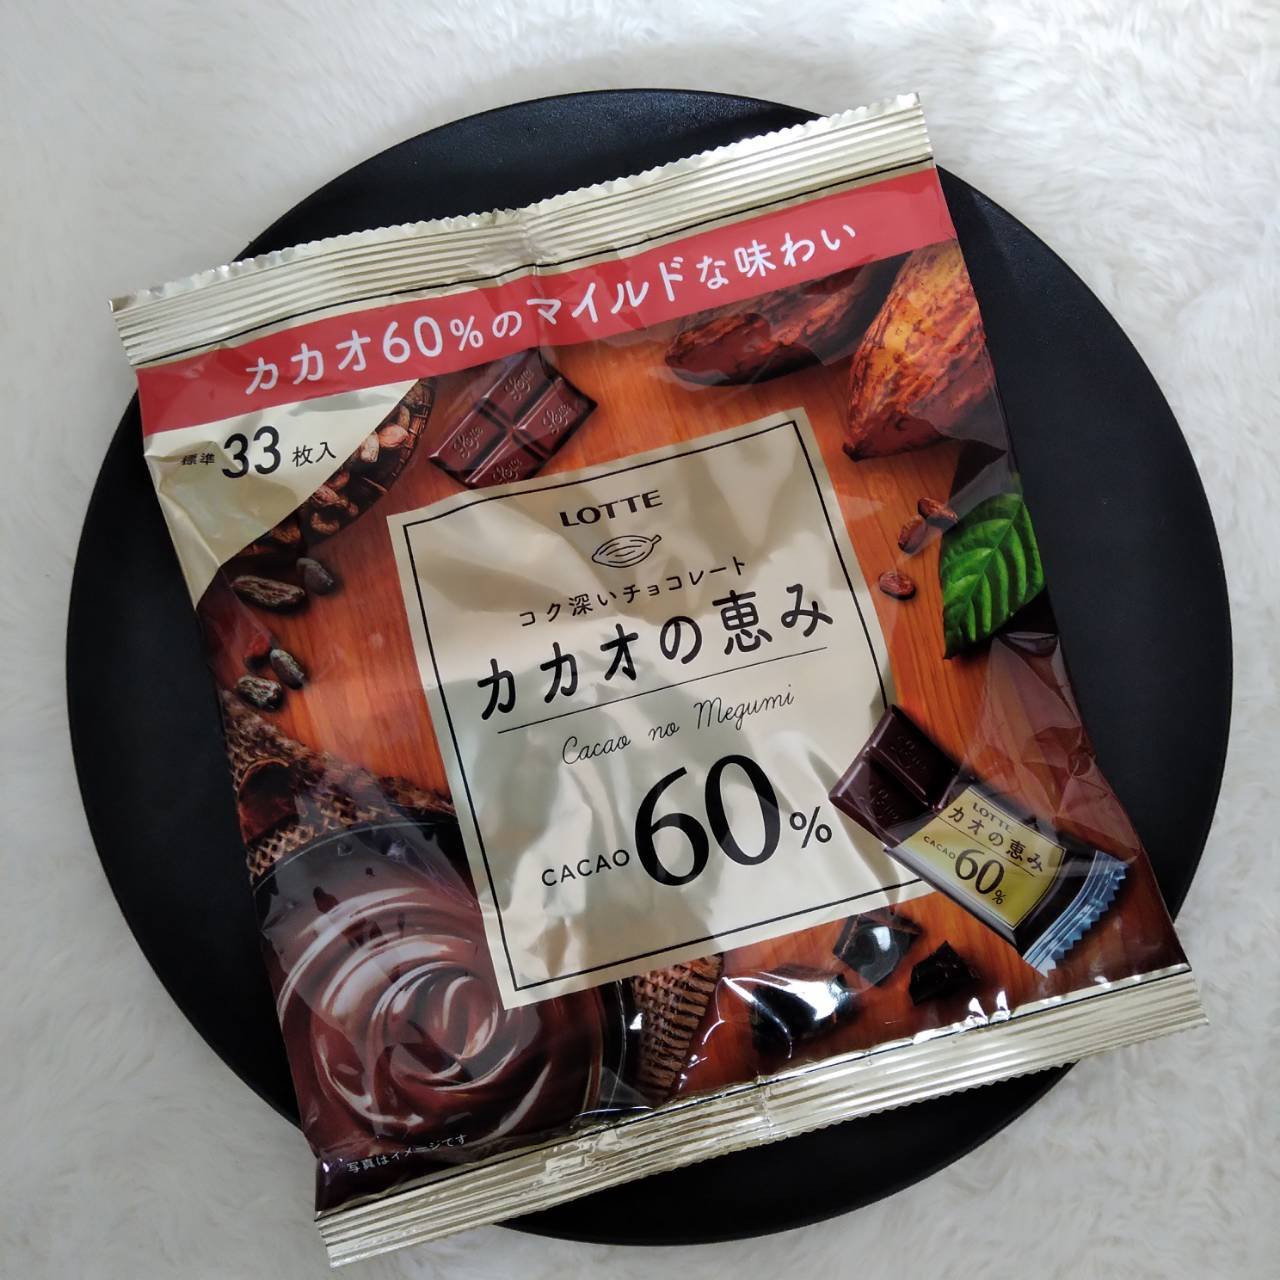 カカオ60%のマイルドな味わい
標準33枚入
LOTTE
コク深いチョコレート
カカオの恵み
Cacao no Megumi
CACAO 60%
LOTTE
カオの恵み
CACAO 60%
写真はイメージです